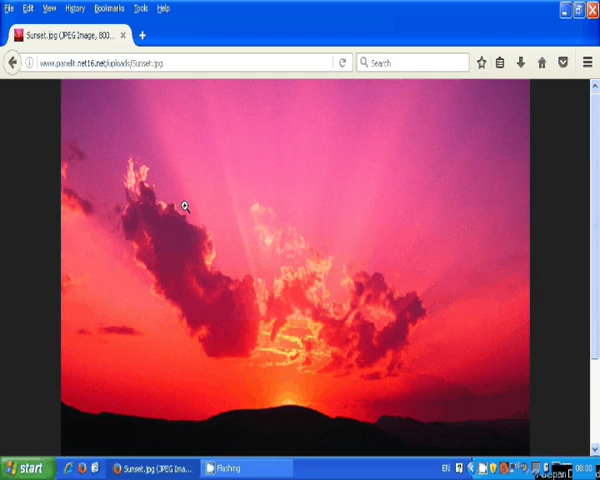 File Edit View History Bookmarks Tools Help
Sunset.jpg (JPEG Image, 800...
www.panelit.net16.net/uploads/Sunset.jpg
Search
start
Sunset.jpg (JPEG Ima...
Flashing
EN
08:00